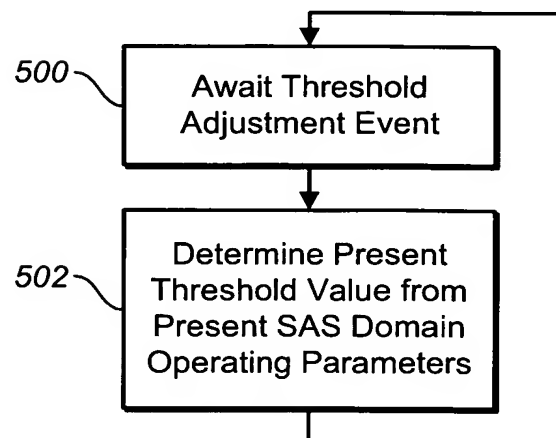 500
Await Threshold
Adjustment Event
502
Determine Present
Threshold Value from
Present SAS Domain
Operating Parameters